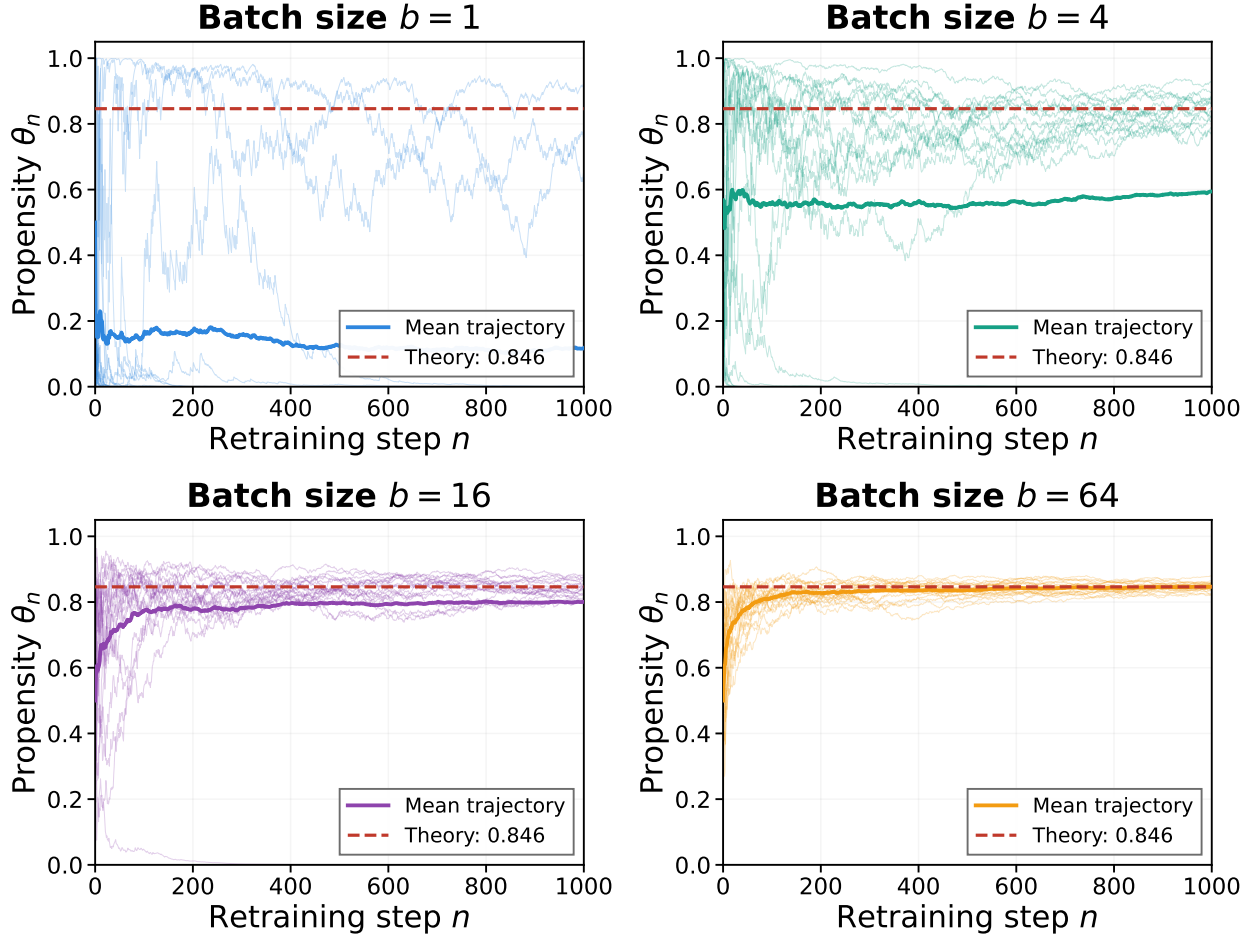 Batch size b = 1
Propensity θn
1.0
0.8
0.6
0.4
0.2
0.0
Mean trajectory
Theory: 0.846
0 200 400 600 800 1000
Retraining step n
Batch size b = 4
Propensity θn
1.0
0.8
0.6
0.4
0.2
0.0
Mean trajectory
Theory: 0.846
0 200 400 600 800 1000
Retraining step n
Batch size b = 16
Propensity θn
1.0
0.8
0.6
0.4
0.2
0.0
Mean trajectory
Theory: 0.846
0 200 400 600 800 1000
Retraining step n
Batch size b = 64
Propensity θn
1.0
0.8
0.6
0.4
0.2
0.0
Mean trajectory
Theory: 0.846
0 200 400 600 800 1000
Retraining step n